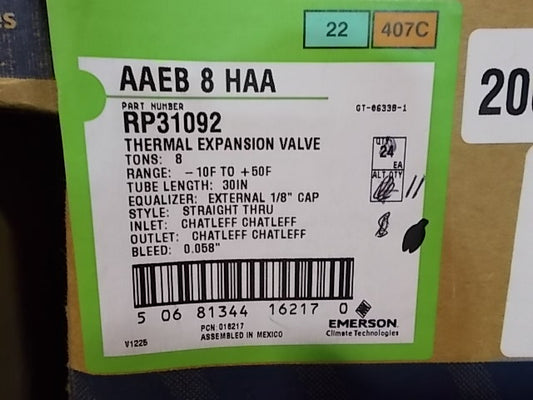 22 407C
AAEB 8 HAA
PART NUMBER GT-0633B-1
RP31092
THERMAL EXPANSION VALVE
TONS: 8
RANGE: -10F TO +50F
TUBE LENGTH: 30IN
EQUALIZER: EXTERNAL 1/8" CAP
STYLE: STRAIGHT THRU
INLET: CHATLEFF CHATLEFF
OUTLET: CHATLEFF CHATLEFF
BLEED: 0.058"
QTY
24
EA
ALT QTY
11
5 06 81344 16217 0
PCN 016217
ASSEMBLED IN MEXICO
V1225
EMERSON
Climate Technologies